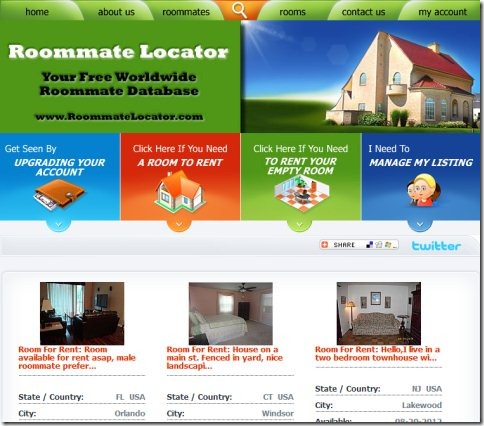 home about us roommates rooms contact us my account
Roommate Locator
Your Free Worldwide
Roommate Database
www.RoommateLocator.com
Get Seen By
UPGRADING YOUR
ACCOUNT
Click Here If You Need
A ROOM TO RENT
Click Here If You Need
TO RENT YOUR
EMPTY ROOM
I Need To
MANAGE MY LISTING
SHARE
twitter
Room For Rent: Room
available for rent asap, male
roommate prefer...
State / Country: FL USA
City: Orlando
Room For Rent: House on a
main st. Fenced in yard, nice
landscapi...
State / Country: CT USA
City: Windsor
Room For Rent: Hello,I live in a
two bedroom townhouse wi...
State / Country: NJ USA
City: Lakewood
Available: 08-20-2012